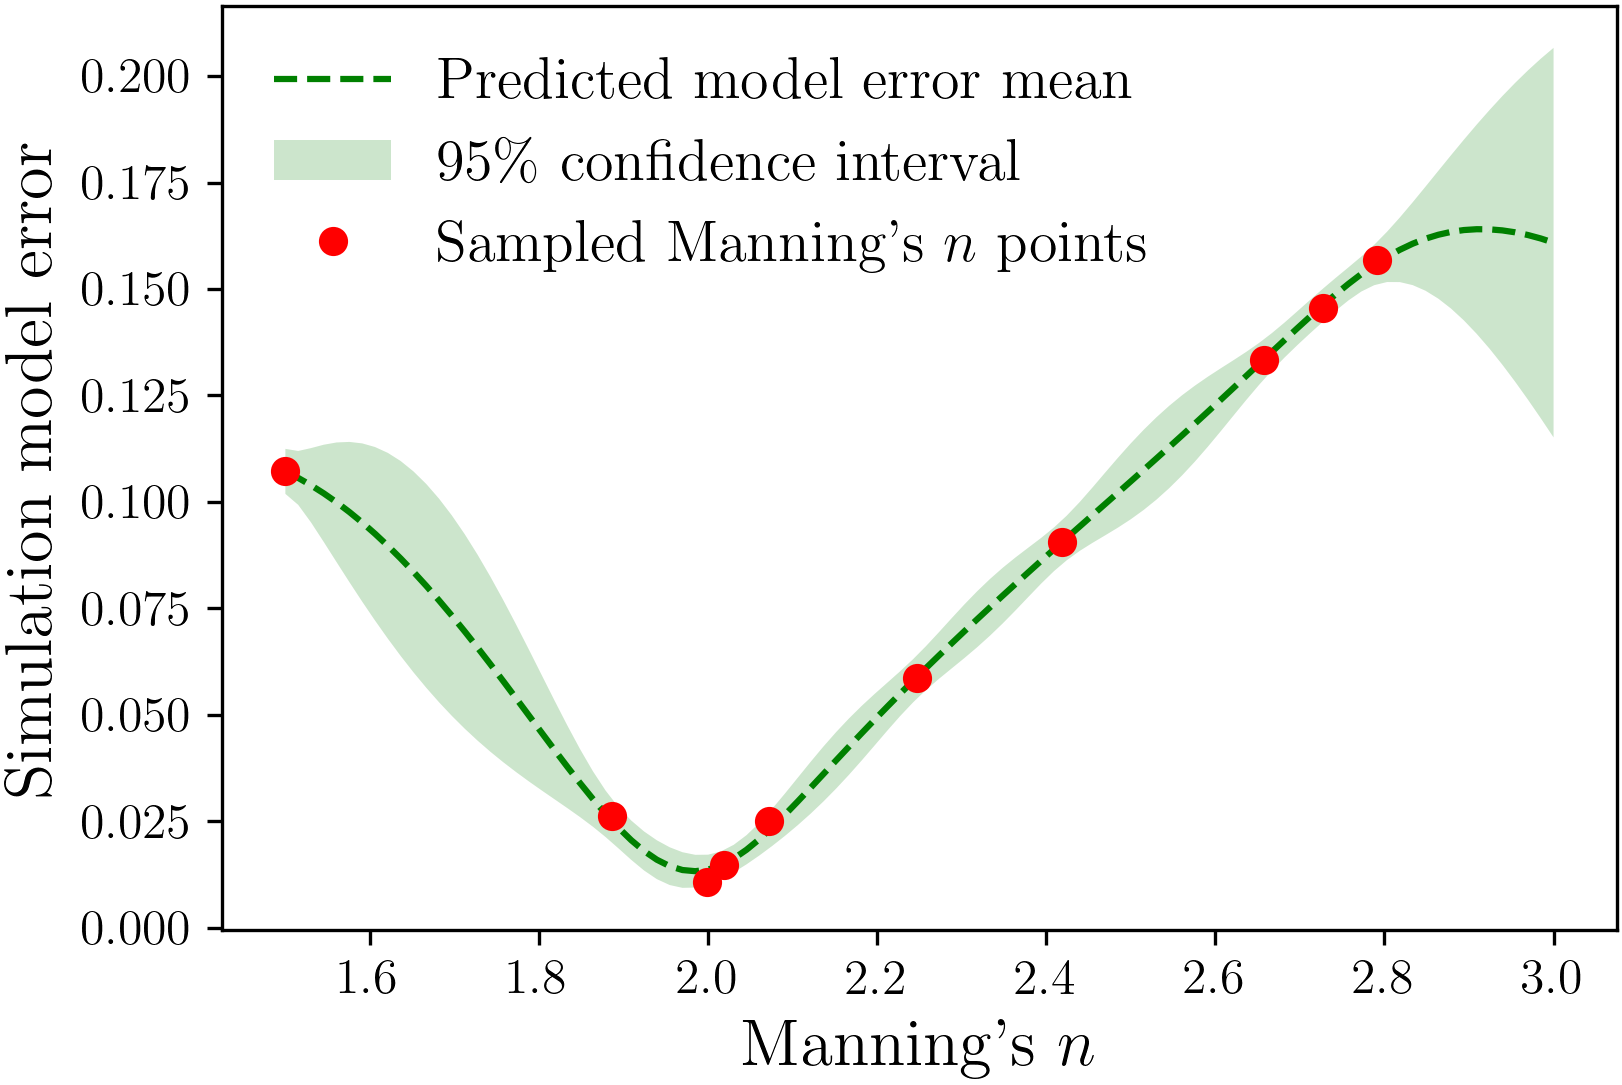 Predicted model error mean
95% confidence interval
Sampled Manning's n points
Simulation model error
0.200
0.175
0.150
0.125
0.100
0.075
0.050
0.025
0.000
1.6 1.8 2.0 2.2 2.4 2.6 2.8 3.0
Manning's n